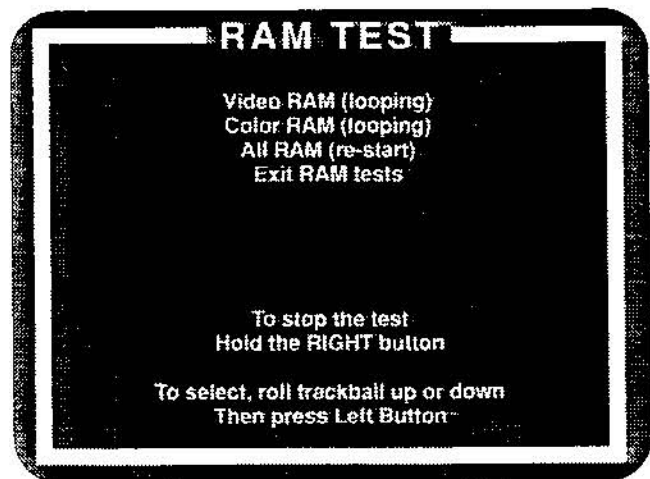 RAM TEST
Video RAM (looping)
Color RAM (looping)
All RAM (re-start)
Exit RAM tests
To stop the test
Hold the RIGHT button
To select, roll trackball up or down
Then press Left Button